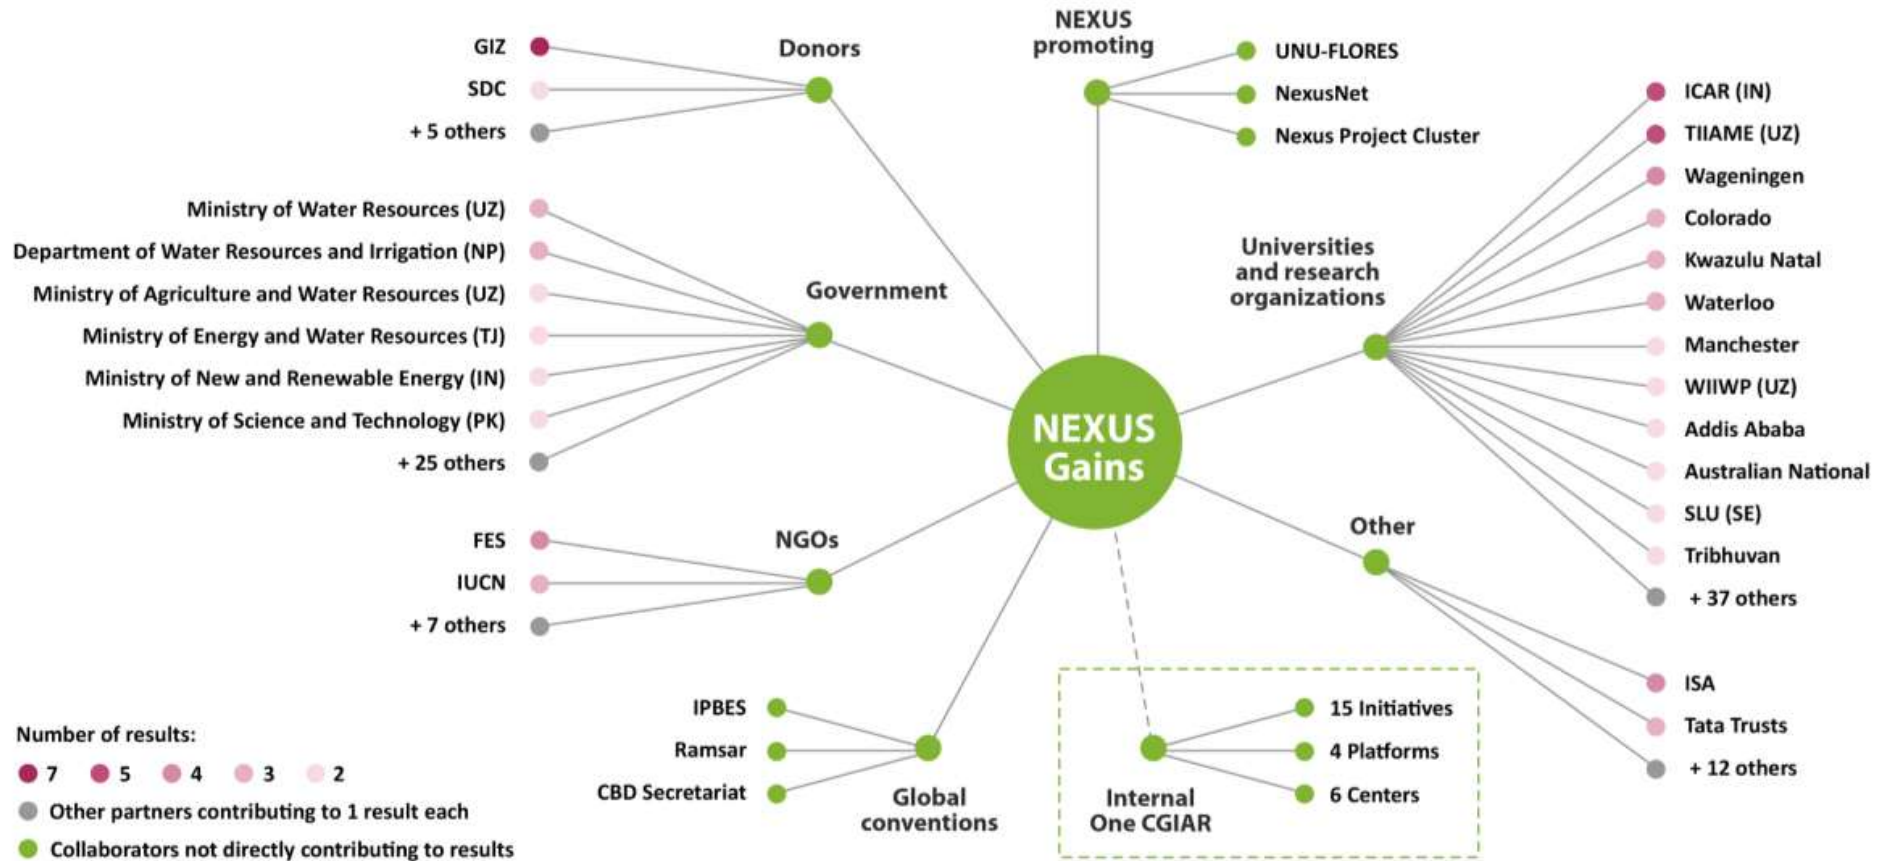 Donors
GIZ
SDC
+ 5 others
NEXUS
promoting
UNU-FLORES
NexusNet
Nexus Project Cluster
Government
Ministry of Water Resources (UZ)
Department of Water Resources and Irrigation (NP)
Ministry of Agriculture and Water Resources (UZ)
Ministry of Energy and Water Resources (TJ)
Ministry of New and Renewable Energy (IN)
Ministry of Science and Technology (PK)
+ 25 others
Universities
and research
organizations
ICAR (IN)
TIIAME (UZ)
Wageningen
Colorado
Kwazulu Natal
Waterloo
Manchester
WIIWP (UZ)
Addis Ababa
Australian National
SLU (SE)
Tribhuvan
+ 37 others
NEXUS
Gains
NGOs
FES
IUCN
+ 7 others
Other
ISA
Tata Trusts
+ 12 others
IPBES
Ramsar
CBD Secretariat
Global
conventions
Internal
One CGIAR
15 Initiatives
4 Platforms
6 Centers
Number of results:
7 5 4 3 2
Other partners contributing to 1 result each
Collaborators not directly contributing to results